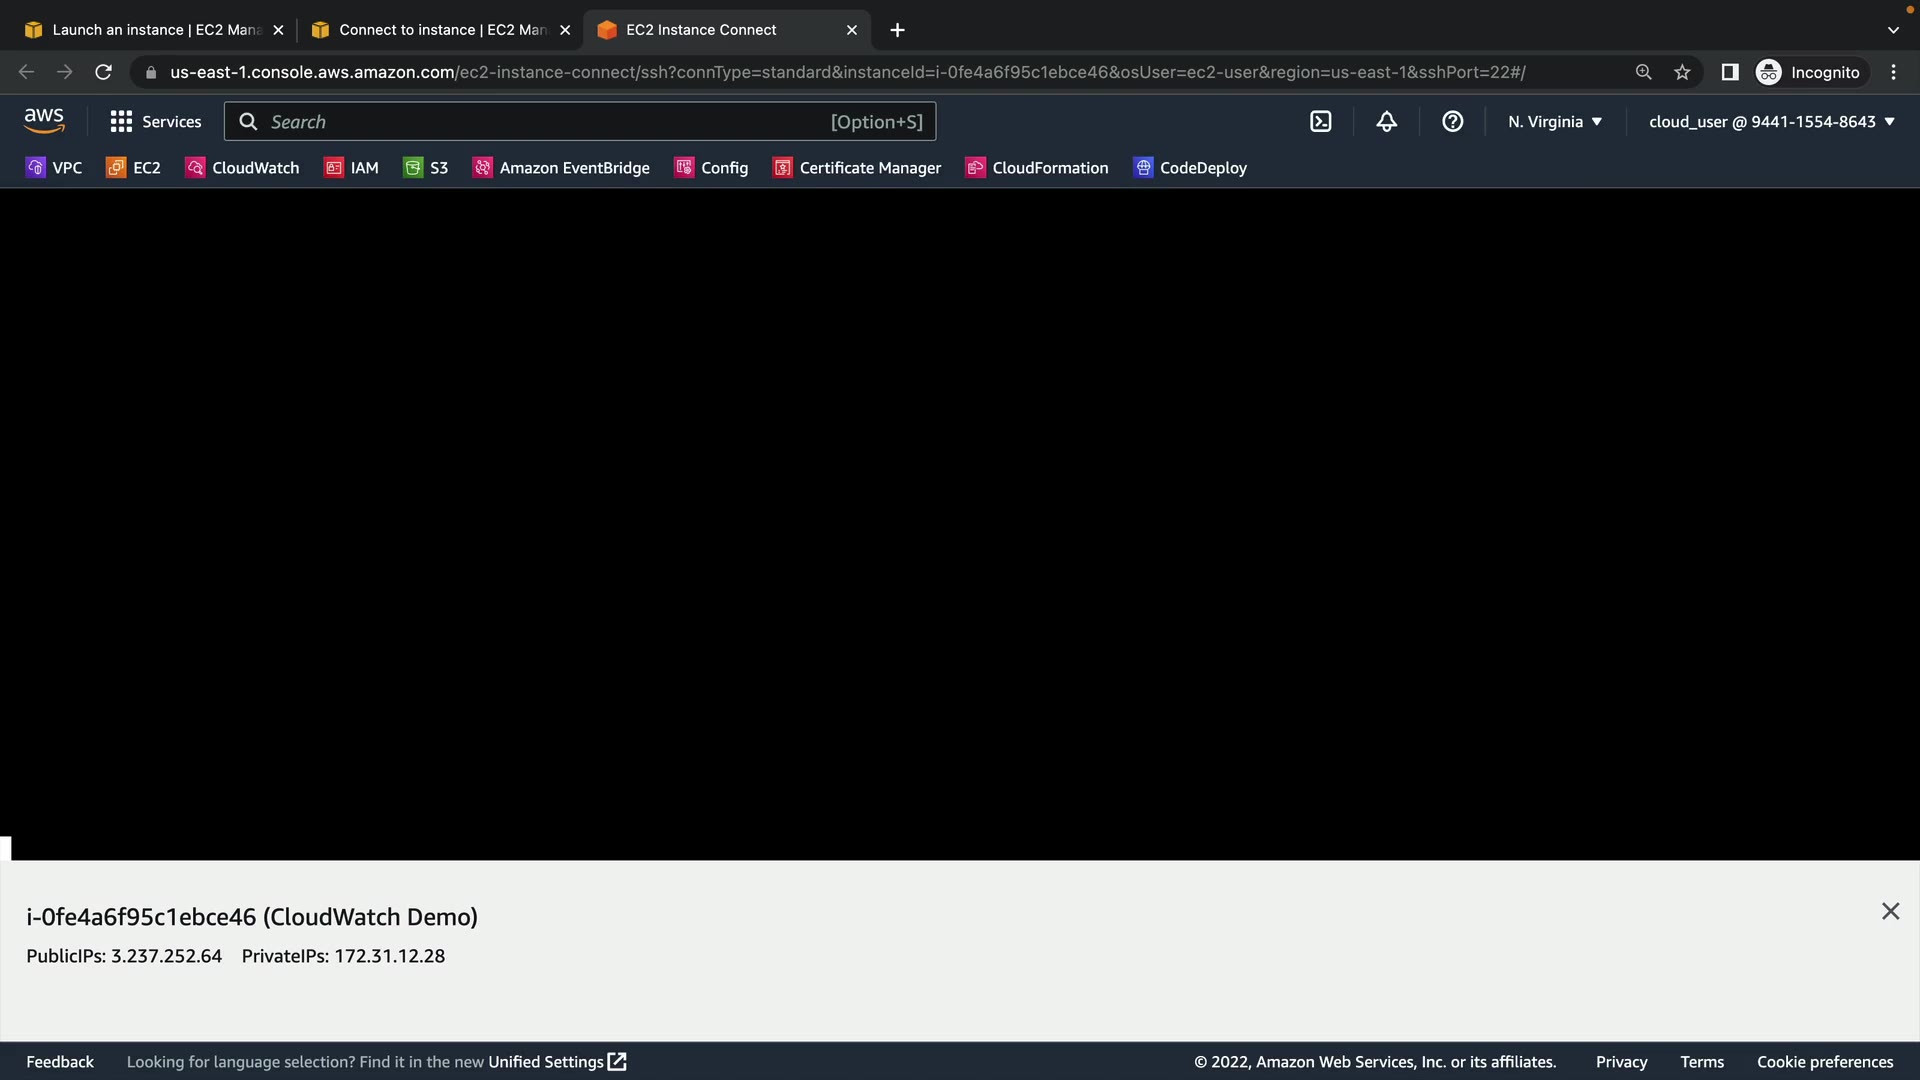 Launch an instance | EC2 Mana
Connect to instance | EC2 Man
EC2 Instance Connect
us-east-1.console.aws.amazon.com/ec2-instance-connect/ssh?connType=standard&instanceId=i-0fe4a6f95c1ebce46&osUser=ec2-user&region=us-east-1&sshPort=22#/
Incognito
aws
Services
Search
[Option+S]
N. Virginia
cloud_user @ 9441-1554-8643
VPC
EC2
CloudWatch
IAM
S3
Amazon EventBridge
Config
Certificate Manager
CloudFormation
CodeDeploy
i-0fe4a6f95c1ebce46 (CloudWatch Demo)
PublicIPs: 3.237.252.64 PrivateIPs: 172.31.12.28
Feedback
Looking for language selection? Find it in the new Unified Settings
© 2022, Amazon Web Services, Inc. or its affiliates.
Privacy
Terms
Cookie preferences